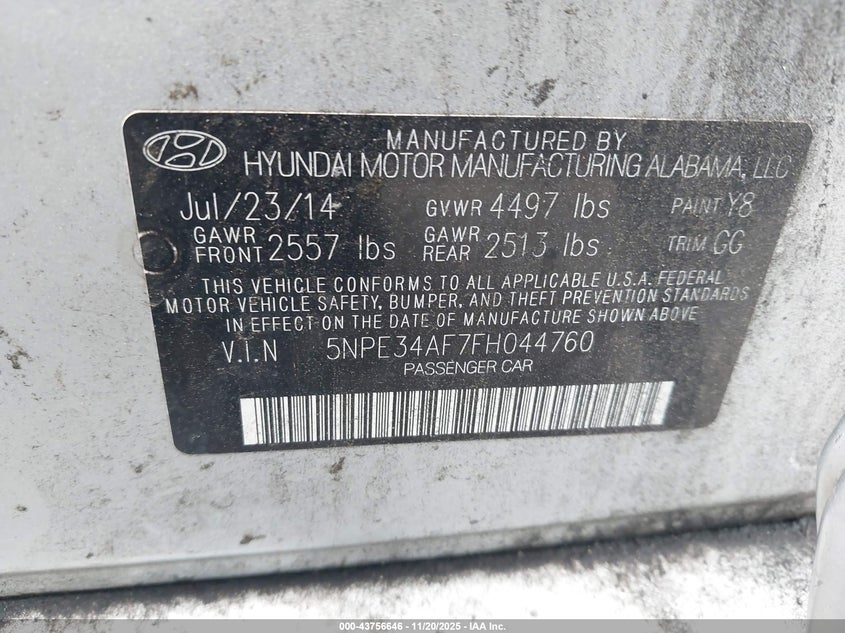 MANUFACTURED BY
HYUNDAI MOTOR MANUFACTURING ALABAMA, LLC
Jul/23/14 GVWR 4497 lbs PAINT Y8
GAWR FRONT 2557 lbs GAWR REAR 2513 lbs TRIM GG
THIS VEHICLE CONFORMS TO ALL APPLICABLE U.S.A. FEDERAL
MOTOR VEHICLE SAFETY, BUMPER, AND THEFT PREVENTION STANDARDS
IN EFFECT ON THE DATE OF MANUFACTURE SHOWN ABOVE.
V.I.N 5NPE34AF7FH044760
PASSENGER CAR
000-43756646 - 11/20/2025 - IAA Inc.